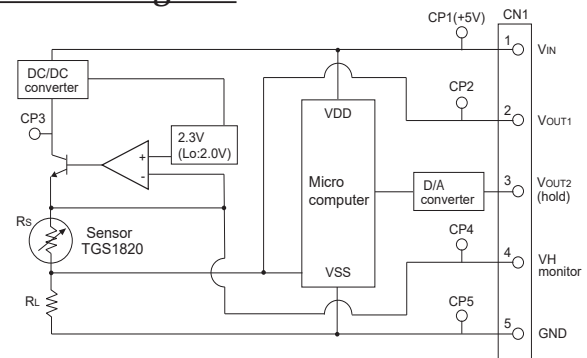 CP1(+5V)
CN1
1
VIN
DC/DC
converter
CP2
CP3
2.3V
(Lo:2.0V)
VDD
2
VOUT1
+
-
Micro
computer
D/A
converter
3
VOUT2
(hold)
RS
Sensor
TGS1820
CP4
4
VH
monitor
VSS
RL
CP5
5
GND